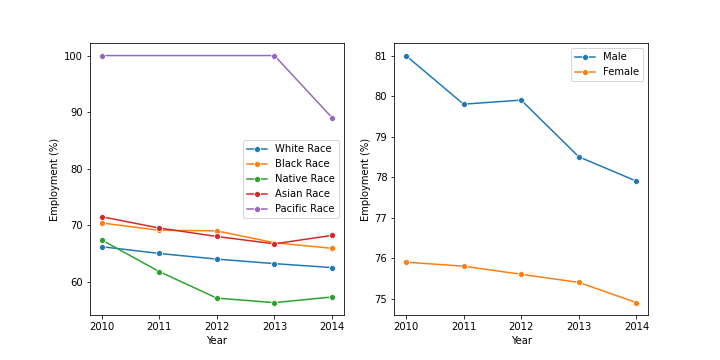 100
90
80
70
60
Employment (%)
2010 2011 2012 2013 2014
Year
White Race
Black Race
Native Race
Asian Race
Pacific Race
81
80
79
78
77
76
75
Employment (%)
2010 2011 2012 2013 2014
Year
Male
Female